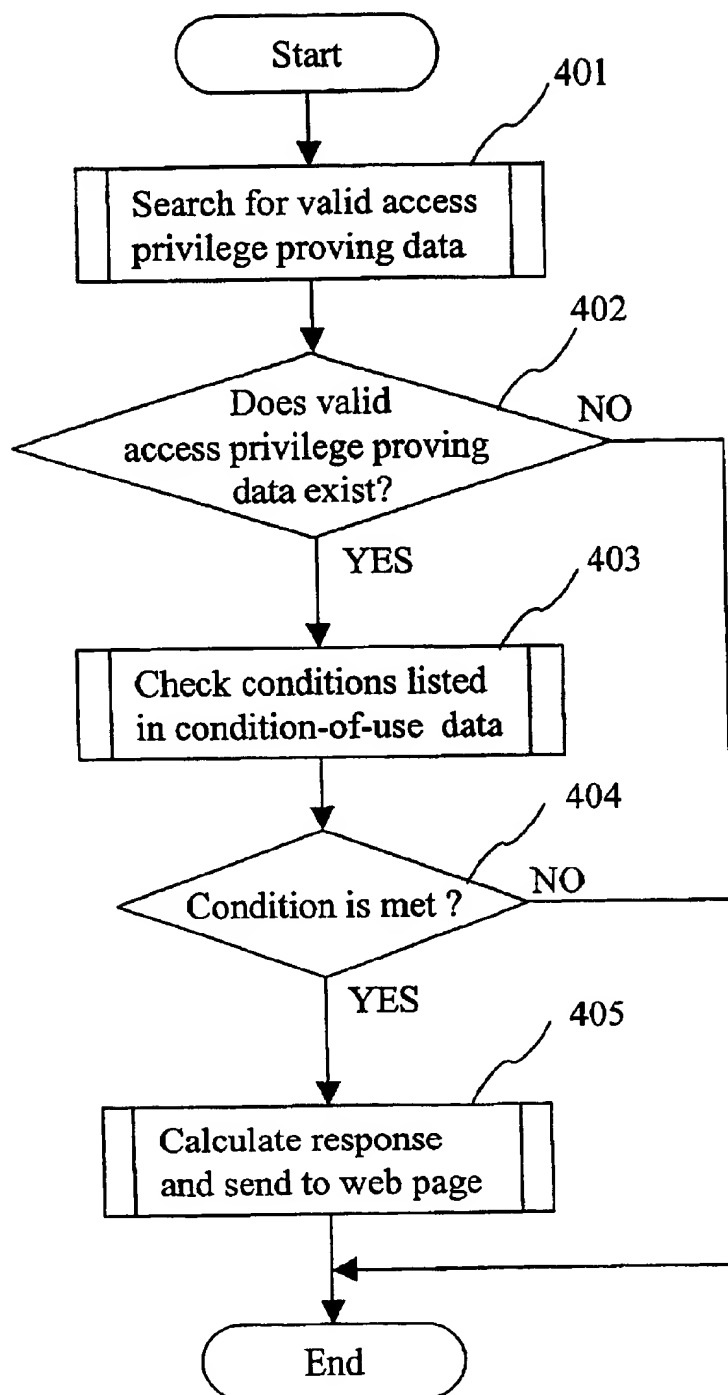 Start
401
Search for valid access
privilege proving data
402
Does valid
access privilege proving
data exist?
NO
YES
403
Check conditions listed
in condition-of-use data
404
Condition is met ?
NO
YES
405
Calculate response
and send to web page
End